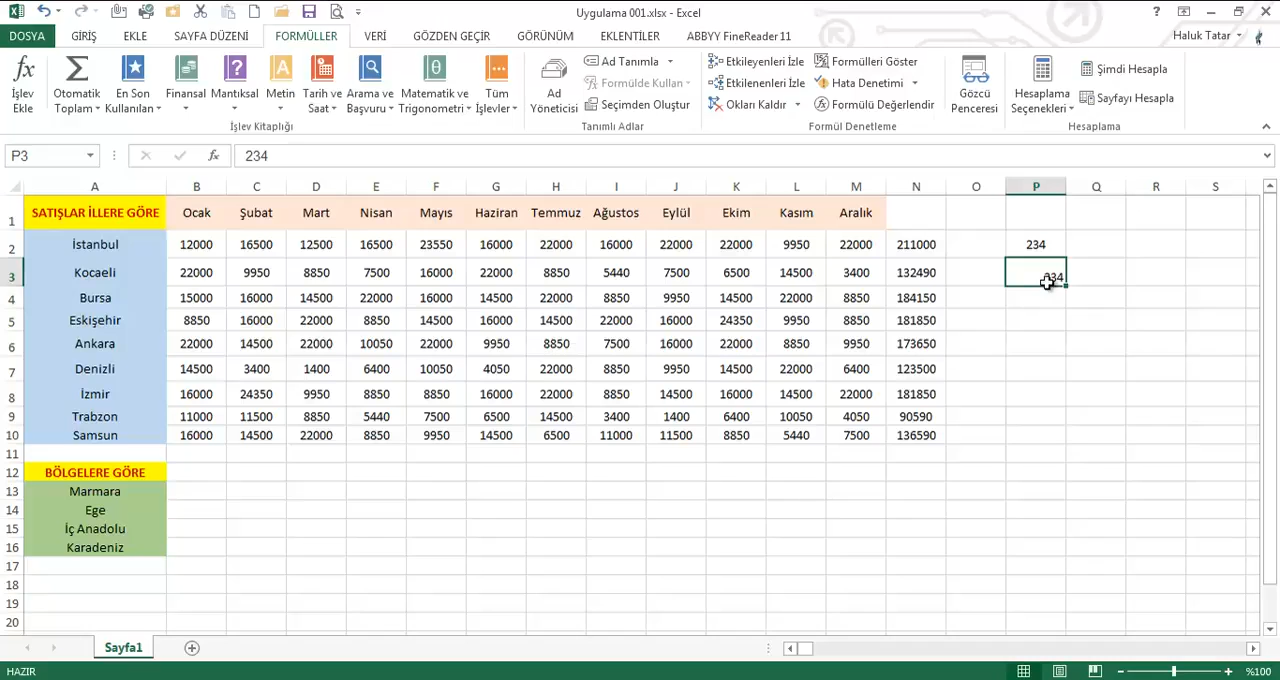 Uygulama 001.xlsx - Excel
DOSYA GİRİŞ EKLE SAYFA DÜZENİ FORMÜLLER VERİ GÖZDEN GEÇİR GÖRÜNÜM EKLENTİLER ABBYY FineReader 11 Haluk Tatar
İşlev Ekle
Otomatik Toplam
En Son Kullanılan
Finansal
Mantıksal
Metin
Tarih ve Saat
Arama ve Başvuru
Matematik ve Trigonometri
Tüm İşlevler
İşlev Kitaplığı
Ad Yöneticisi
Ad Tanımla
Formülde Kullan
Seçimden Oluştur
Tanımlı Adlar
Etkileyenleri İzle
Etkilenenleri İzle
Okları Kaldır
Formülleri Göster
Hata Denetimi
Formülü Değerlendir
Formül Denetleme
Gözcü Penceresi
Hesaplama Seçenekleri
Şimdi Hesapla
Sayfayı Hesapla
Hesaplama
P3 fx 234
A B C D E F G H I J K L M N O P Q R S
1 SATIŞLAR İLLERE GÖRE Ocak Şubat Mart Nisan Mayıs Haziran Temmuz Ağustos Eylül Ekim Kasım Aralık
2 İstanbul 12000 16500 12500 16500 23550 16000 22000 16000 22000 22000 9950 22000 211000 234
3 Kocaeli 22000 9950 8850 7500 16000 22000 8850 5440 7500 6500 14500 3400 132490 234
4 Bursa 15000 16000 14500 22000 16000 14500 22000 8850 9950 14500 22000 8850 184150
5 Eskişehir 8850 16000 22000 8850 14500 16000 14500 22000 16000 24350 9950 8850 181850
6 Ankara 22000 14500 22000 10050 22000 9950 8850 7500 16000 22000 8850 9950 173650
7 Denizli 14500 3400 1400 6400 10050 4050 22000 8850 9950 14500 22000 6400 123500
8 İzmir 16000 24350 9950 8850 8850 16000 22000 8850 14500 16000 14500 22000 181850
9 Trabzon 11000 11500 8850 5440 7500 6500 14500 3400 1400 6400 10050 4050 90590
10 Samsun 16000 14500 22000 8850 9950 14500 6500 11000 11500 8850 5440 7500 136590
11
12 BÖLGELERE GÖRE
13 Marmara
14 Ege
15 İç Anadolu
16 Karadeniz
17
18
19
20
Sayfa1
HAZIR %100